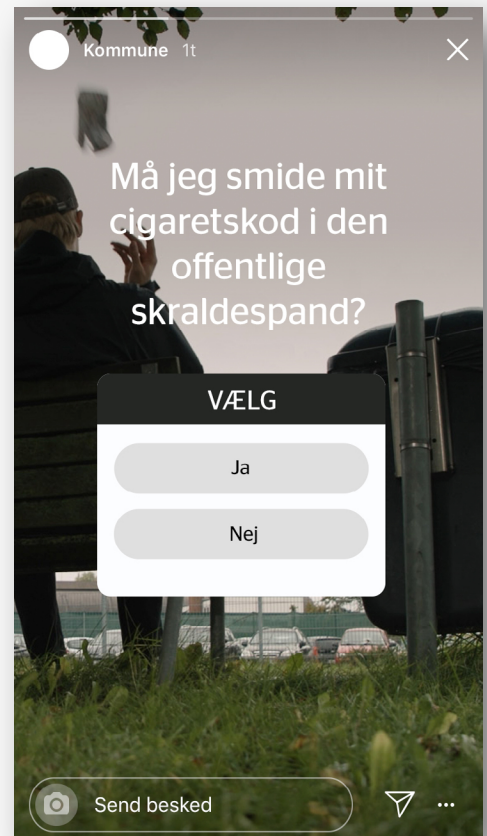 Kommune 1t
Må jeg smide mit
cigaretskod i den
offentlige
skraldespand?
VÆLG
Ja
Nej
Send besked